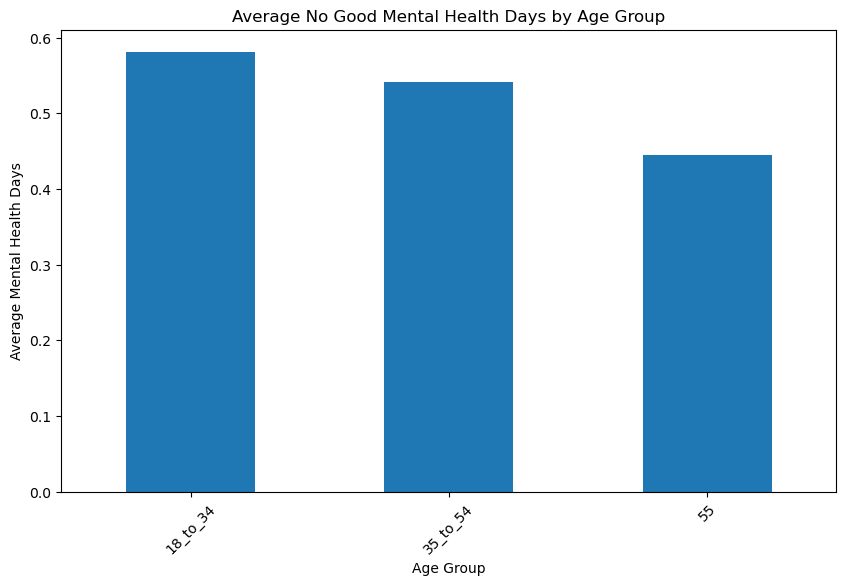 Average No Good Mental Health Days by Age Group
Average Mental Health Days
0.6
0.5
0.4
0.3
0.2
0.1
0.0
18_to_34
35_to_54
55
Age Group